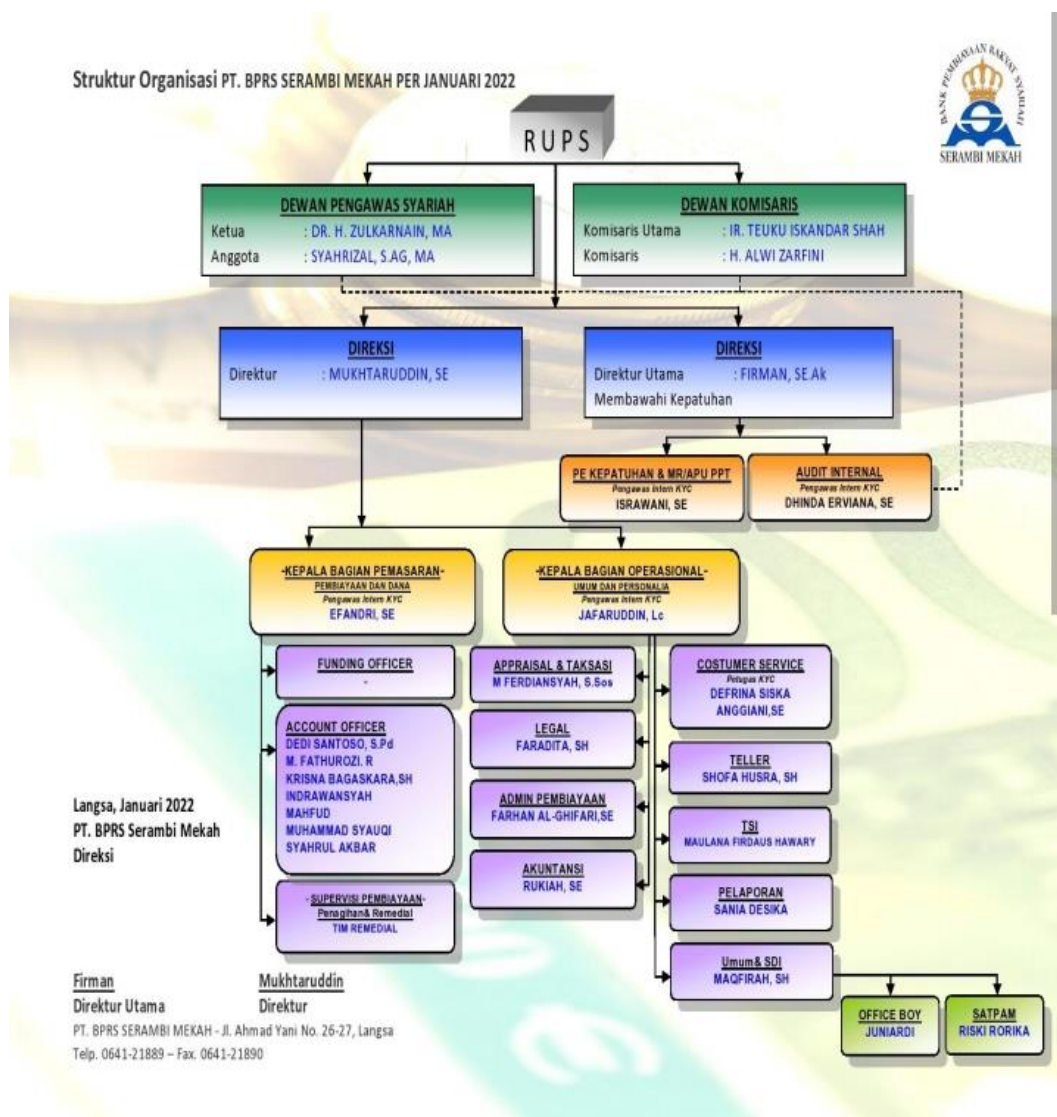 Struktur Organisasi PT. BPRS SERAMBI MEKAH PER JANUARI 2022
BANK PEMBIAYAAN RAKYAT SYARIAH
SERAMBI MEKAH
RUPS
DEWAN PENGAWAS SYARIAH
Ketua : DR. H. ZULKARNAIN, MA
Anggota : SYAHRIZAL, S.AG, MA
DEWAN KOMISARIS
Komisaris Utama : IR. TEUKU ISKANDAR SHAH
Komisaris : H. ALWI ZARFINI
DIREKSI
Direktur : MUKHTARUDDIN, SE
DIREKSI
Direktur Utama : FIRMAN, SE.Ak
Membawahi Kepatuhan
PE KEPATUHAN & MR/APU PPT
Pengawas Intern KYC
ISRAWANI, SE
AUDIT INTERNAL
Pengawas Intern KYC
DHINDA ERVIANA, SE
-KEPALA BAGIAN PEMASARAN-
PEMBIAYAAN DAN DANA
Pengawas Intern KYC
EFANDRI, SE
-KEPALA BAGIAN OPERASIONAL-
UMUM DAN PERSONALIA
Pengawas Intern KYC
JAFARUDDIN, Lc
FUNDING OFFICER
-
ACCOUNT OFFICER
DEDI SANTOSO, S.Pd
M. FATHUROZI. R
KRISNA BAGASKARA,SH
INDRAWANSYAH
MAHFUD
MUHAMMAD SYAUQI
SYAHRUL AKBAR
- SUPERVISI PEMBIAYAAN-
Penagihan& Remedial
TIM REMEDIAL
APPRAISAL & TAKSASI
M FERDIANSYAH, S.Sos
LEGAL
FARADITA, SH
ADMIN PEMBIAYAAN
FARHAN AL-GHIFARI,SE
AKUNTANSI
RUKIAH, SE
COSTUMER SERVICE
Petugas KYC
DEFRINA SISKA
ANGGIANI,SE
TELLER
SHOFA HUSRA, SH
TSI
MAULANA FIRDAUS HAWARY
PELAPORAN
SANIA DESIKA
Umum& SDI
MAQFIRAH, SH
OFFICE BOY
JUNIARDI
SATPAM
RISKI RORIKA
Langsa, Januari 2022
PT. BPRS Serambi Mekah
Direksi
Firman Mukhtaruddin
Direktur Utama Direktur
PT. BPRS SERAMBI MEKAH - Jl. Ahmad Yani No. 26-27, Langsa
Telp. 0641-21889 – Fax. 0641-21890